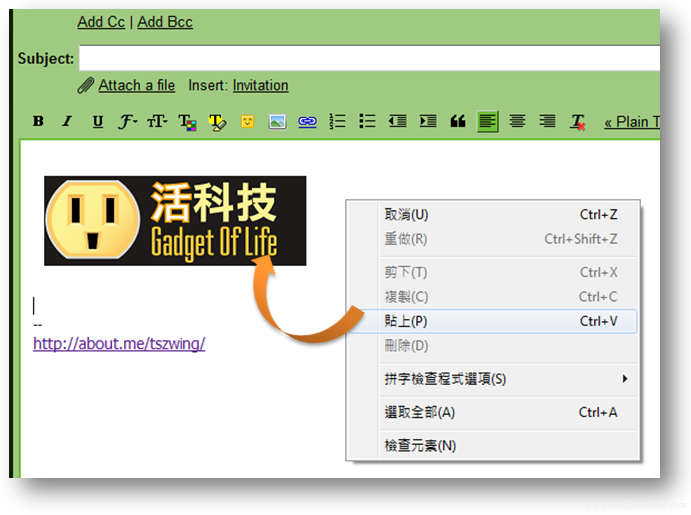 Add Cc | Add Bcc
Subject:
Attach a file Insert: Invitation
B I U « Plain T
活科技
Gadget Of Life
取消(U) Ctrl+Z
重做(R) Ctrl+Shift+Z
剪下(T) Ctrl+X
複製(C) Ctrl+C
貼上(P) Ctrl+V
刪除(D)
拼字檢查程式選項(S)
選取全部(A) Ctrl+A
檢查元素(N)
--
http://about.me/tszwing/